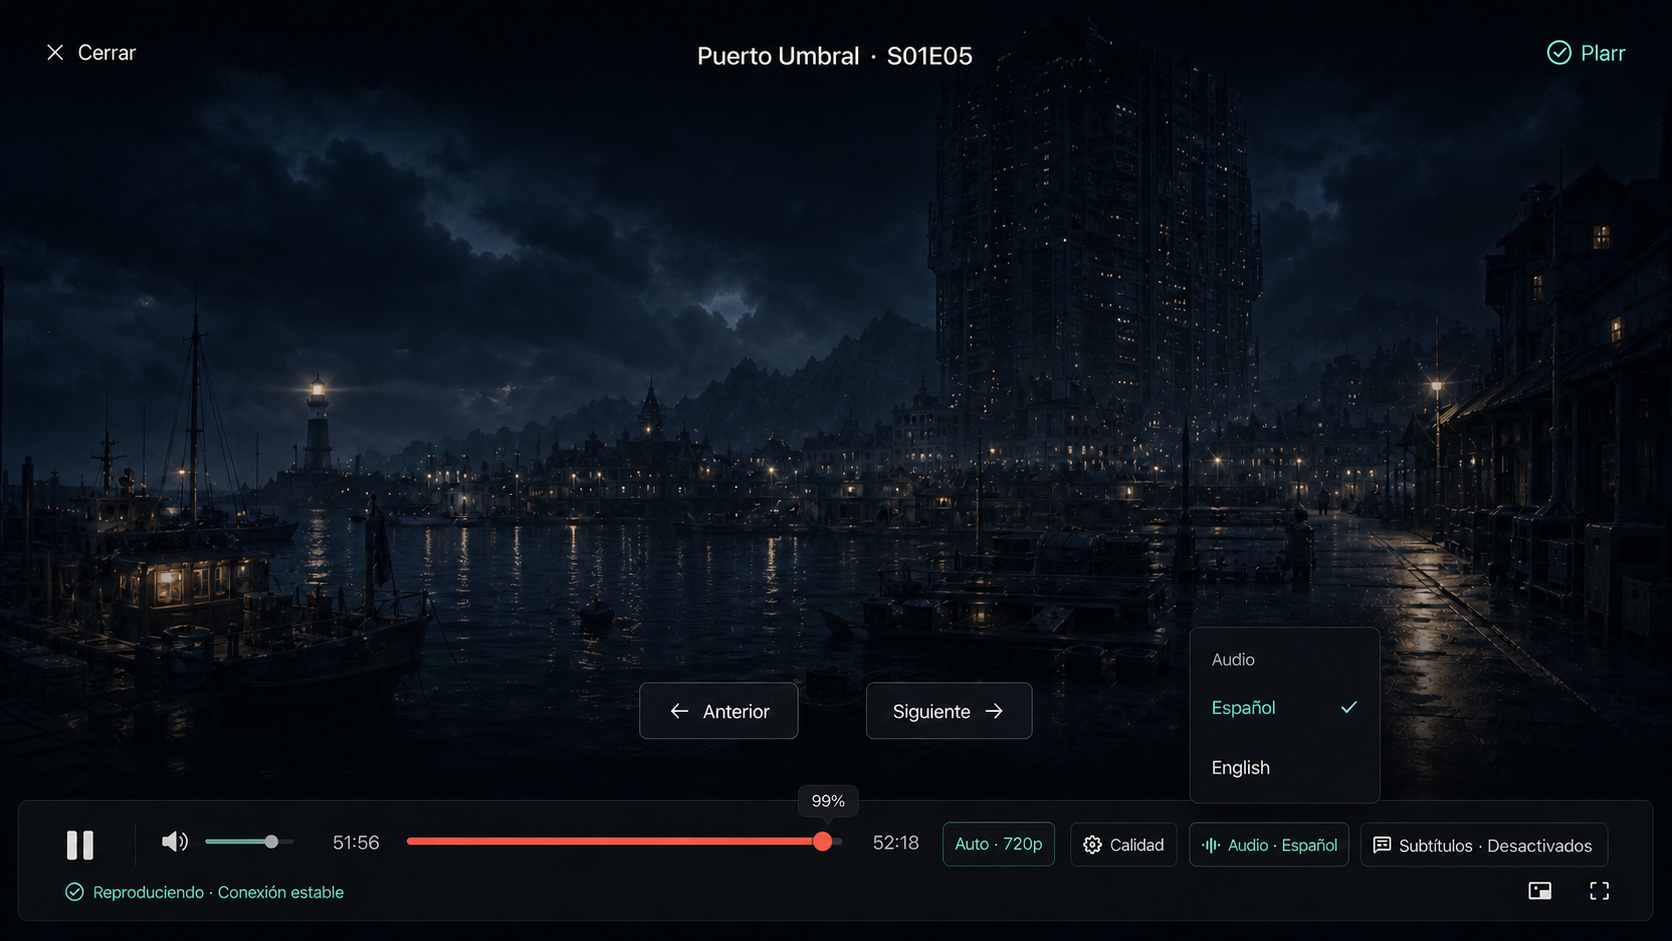 Cerrar
Puerto Umbral · S01E05
Plarr
Anterior
Siguiente
Audio
Español
English
99%
51:56
52:18
Auto · 720p
Calidad
Audio · Español
Subtítulos · Desactivados
Reproduciendo · Conexión estable